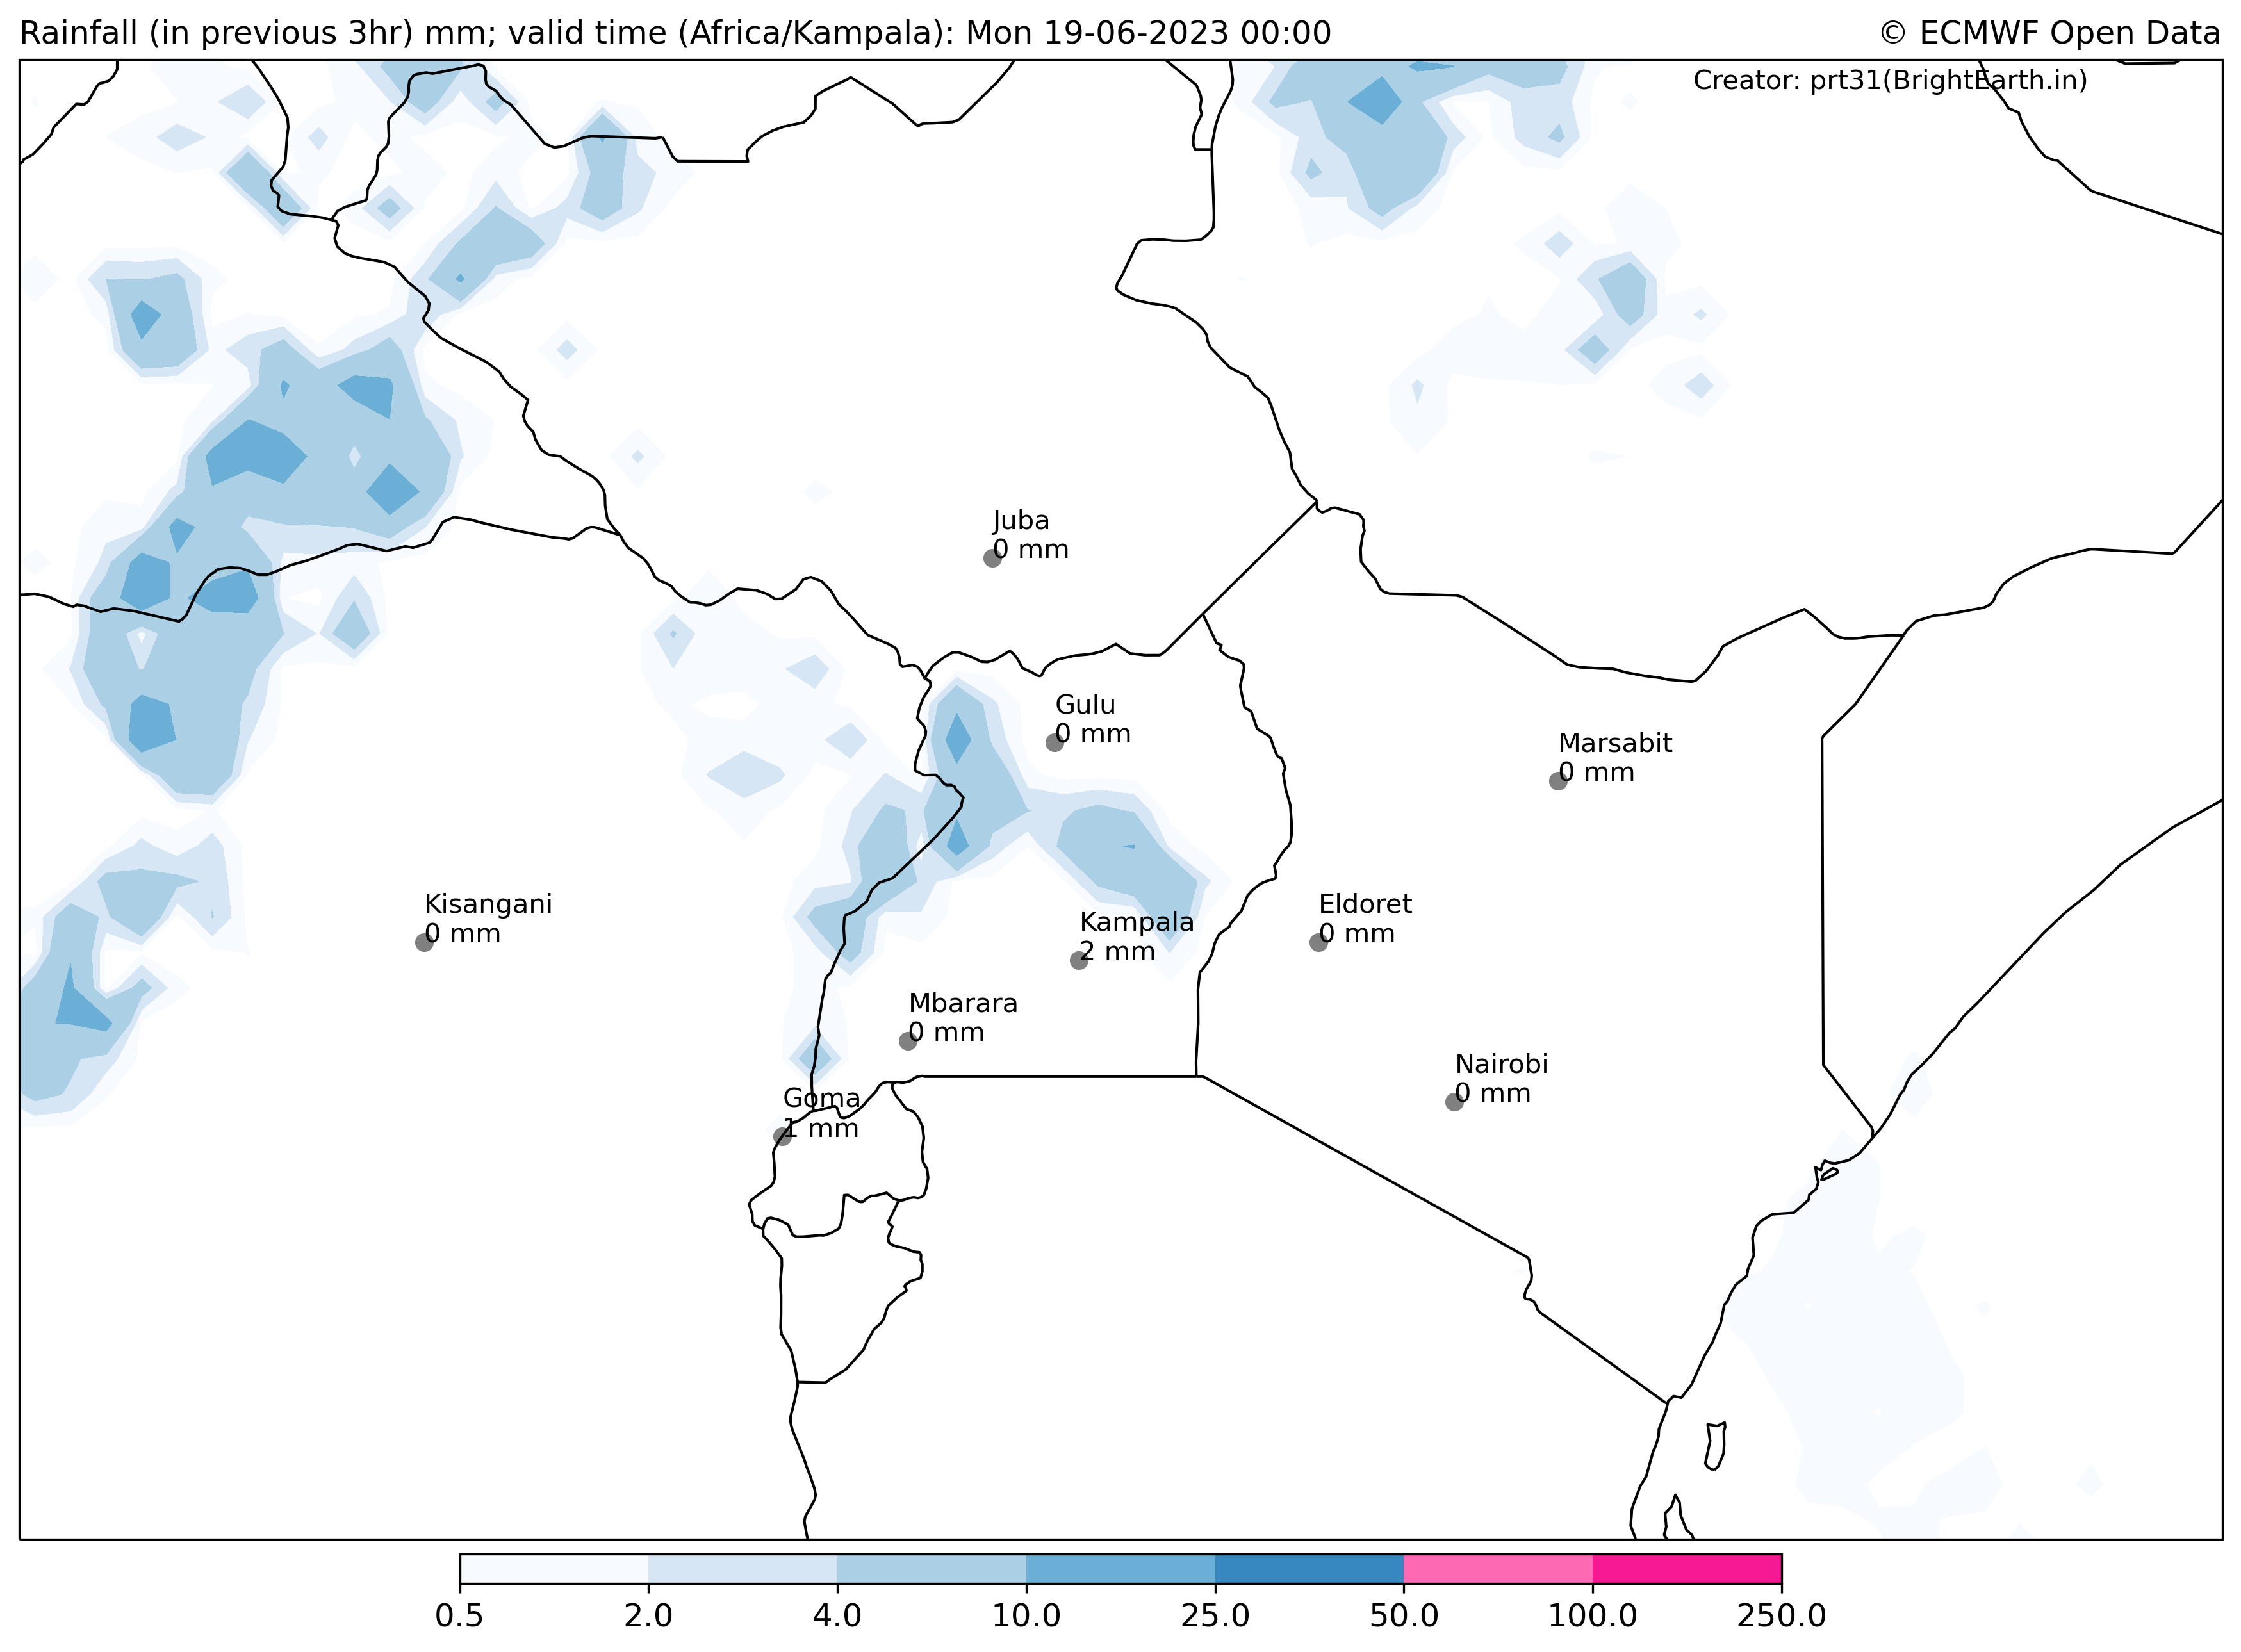 Rainfall (in previous 3hr) mm; valid time (Africa/Kampala): Mon 19-06-2023 00:00
© ECMWF Open Data
Creator: prt31(BrightEarth.in)
Juba
0 mm
Gulu
0 mm
Marsabit
0 mm
Kisangani
0 mm
Kampala
2 mm
Eldoret
0 mm
Mbarara
0 mm
Nairobi
0 mm
Goma
1 mm
0.5 2.0 4.0 10.0 25.0 50.0 100.0 250.0